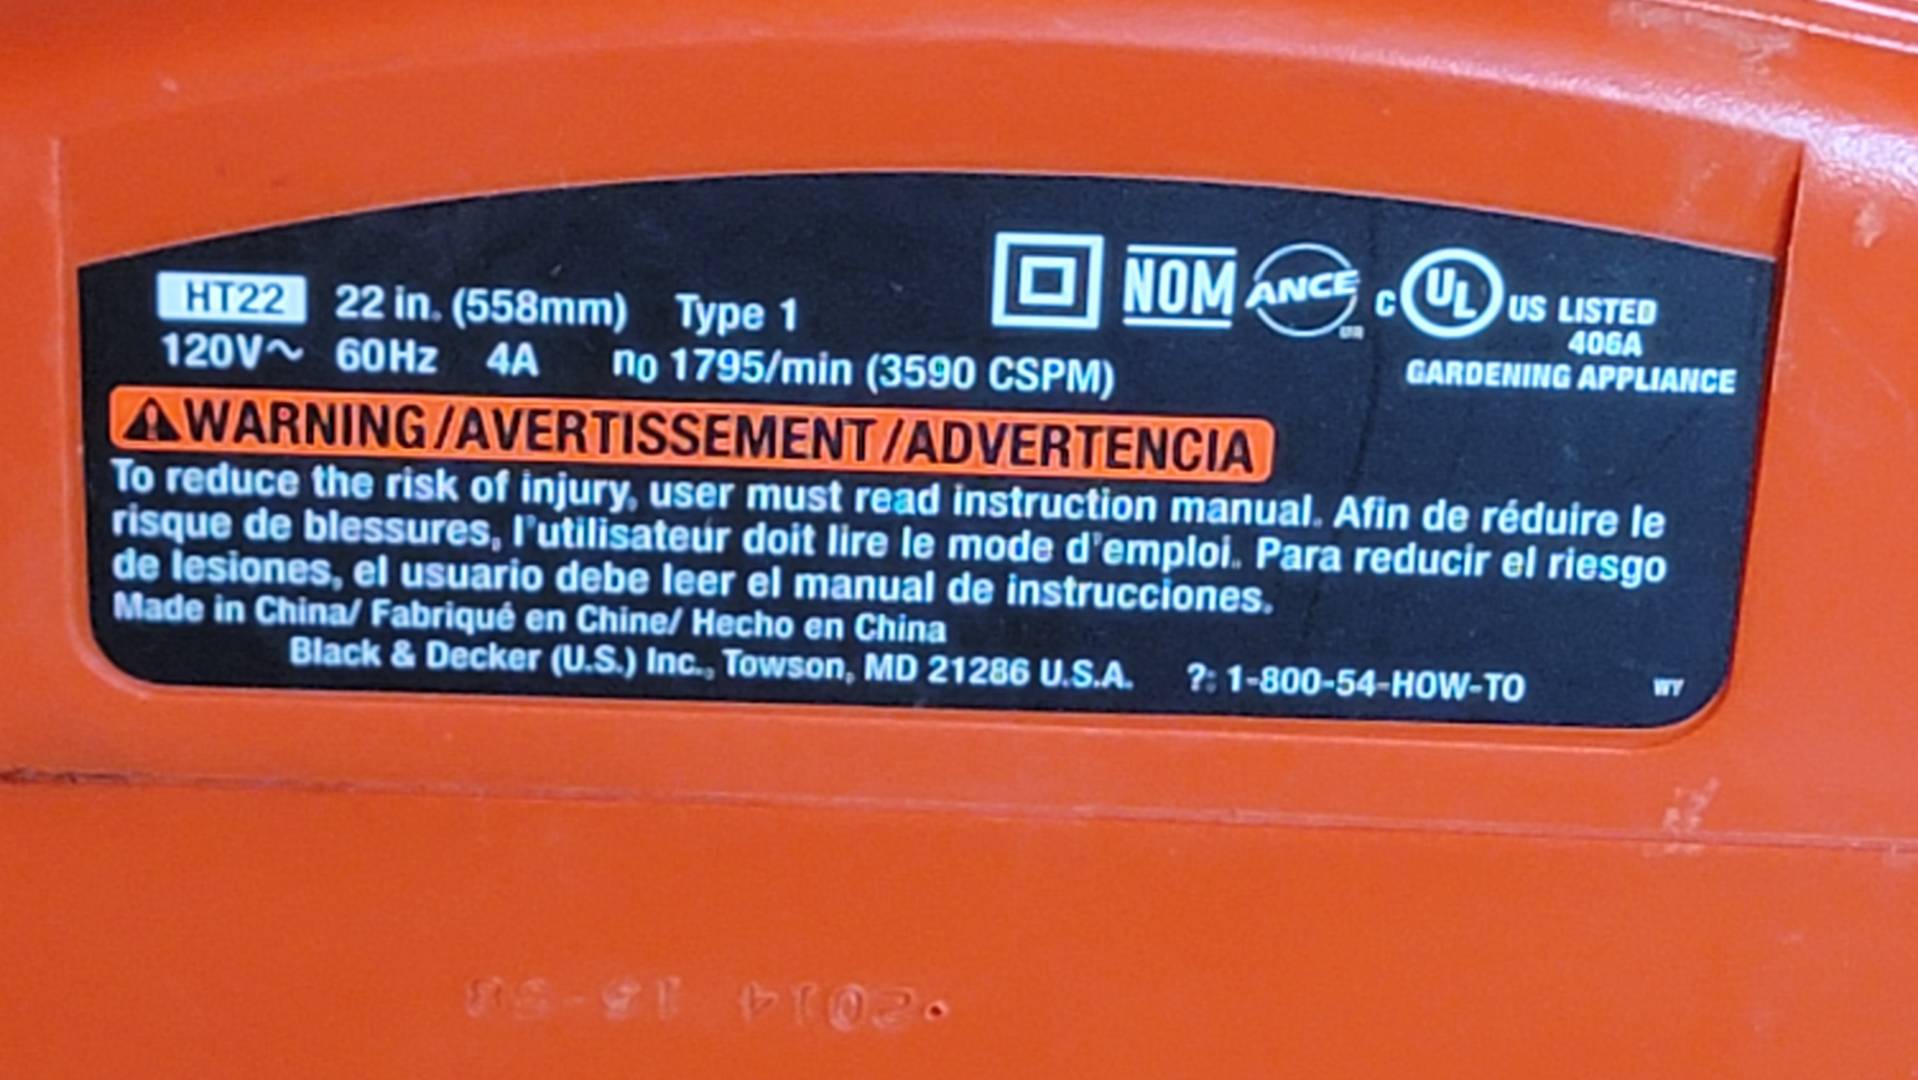 HT22 22 in. (558mm) Type 1 NOM ANCE C UL US LISTED
406A
120V~ 60Hz 4A n0 1795/min (3590 CSPM) GARDENING APPLIANCE
WARNING/AVERTISSEMENT/ADVERTENCIA
To reduce the risk of injury, user must read instruction manual. Afin de réduire le
risque de blessures, l'utilisateur doit lire le mode d'emploi. Para reducir el riesgo
de lesiones, el usuario debe leer el manual de instrucciones.
Made in China/ Fabriqué en Chine/ Hecho en China
Black & Decker (U.S.) Inc., Towson, MD 21286 U.S.A. ?: 1-800-54-HOW-TO WY